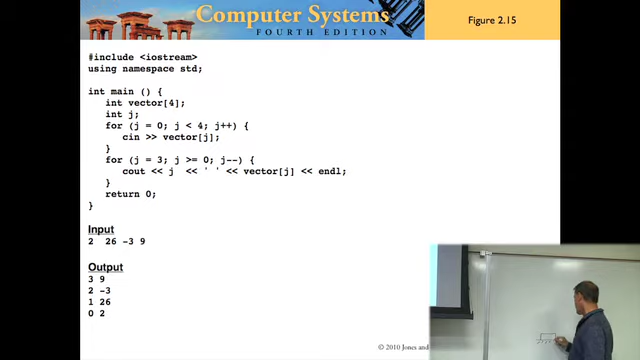 Computer Systems
FOURTH EDITION
Figure 2.15
#include <iostream>
using namespace std;
int main () {
int vector[4];
int j;
for (j = 0; j < 4; j++) {
cin >> vector[j];
}
for (j = 3; j >= 0; j--) {
cout << j << ' ' << vector[j] << endl;
}
return 0;
}
Input
2 26 -3 9
Output
3 9
2 -3
1 26
0 2
© 2010 Jones and